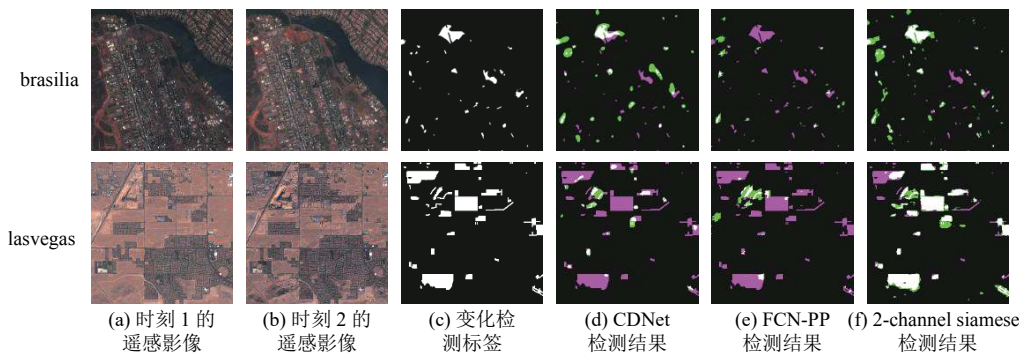 brasilia
lasvegas
(a) 时刻 1 的
遥感影像
(b) 时刻 2 的
遥感影像
(c) 变化检
测标签
(d) CDNet
检测结果
(e) FCN-PP
检测结果
(f) 2-channel siamese
检测结果